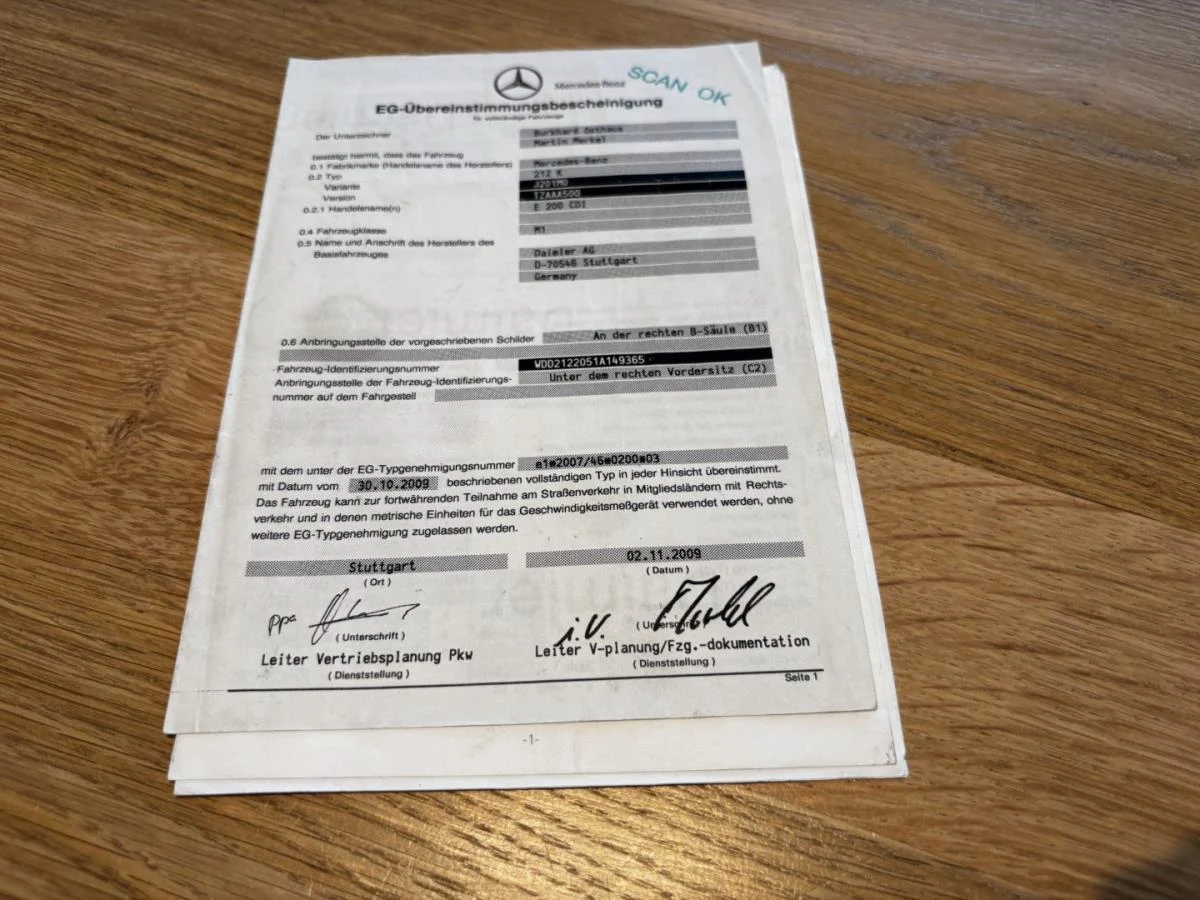 Mercedes-Benz
SCAN OK
EG-Übereinstimmungsbescheinigung
für vollständige Fahrzeuge
Der Unterzeichner
Burkhard Osthaus
Martin Merkel
bestätigt hiermit, dass das Fahrzeug
0.1 Fabrikmarke (Handelsname des Herstellers) Mercedes-Benz
0.2 Typ 212 K
Variante J201M0
Version TZAAA500
0.2.1 Handelsname(n) E 200 CDI
0.4 Fahrzeugklasse M1
0.5 Name und Anschrift des Herstellers des
Basisfahrzeuges
Daimler AG
D-70546 Stuttgart
Germany
0.6 Anbringungsstelle der vorgeschriebenen Schilder An der rechten B-Säule (B1)
Fahrzeug-Identifizierungsnummer WDD2122051A149365
Anbringungsstelle der Fahrzeug-Identifizierungs- Unter dem rechten Vordersitz (C2)
nummer auf dem Fahrgestell
mit dem unter der EG-Typgenehmigungsnummer e1*2007/46*0200*03
mit Datum vom 30.10.2009 beschriebenen vollständigen Typ in jeder Hinsicht übereinstimmt.
Das Fahrzeug kann zur fortwährenden Teilnahme am Straßenverkehr in Mitgliedsländern mit Rechts-
verkehr und in denen metrische Einheiten für das Geschwindigkeitsmeßgerät verwendet werden, ohne
weitere EG-Typgenehmigung zugelassen werden.
Stuttgart 02.11.2009
(Ort) (Datum)
ppa
i.V. Merkel
(Unterschrift) (Unterschrift)
Leiter Vertriebsplanung Pkw Leiter V-planung/Fzg.-dokumentation
(Dienststellung) (Dienststellung)
Seite 1
-1-